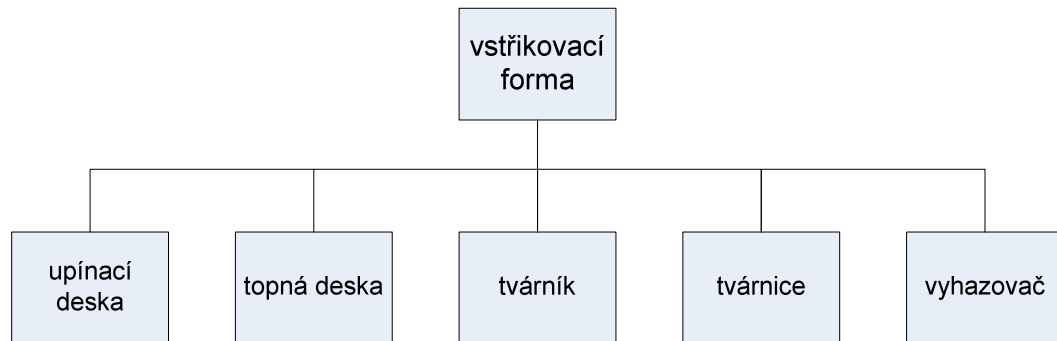 vstřikovací
forma
upínací
deska
topná deska
tvárník
tvárnice
vyhazovač